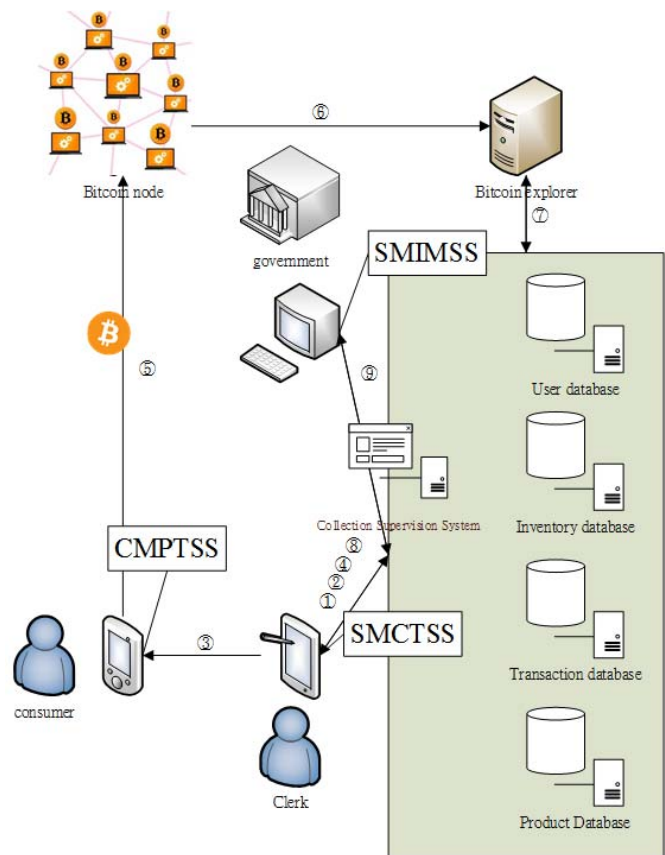 ⑥
Bitcoin node
Bitcoin explorer
⑦
government
SMIMSS
⑤
⑨
User database
Collection Supervision System
Inventory database
CMPTSS
⑧
④
②
①
SMCTSS
③
consumer
Transaction database
Clerk
Product Database